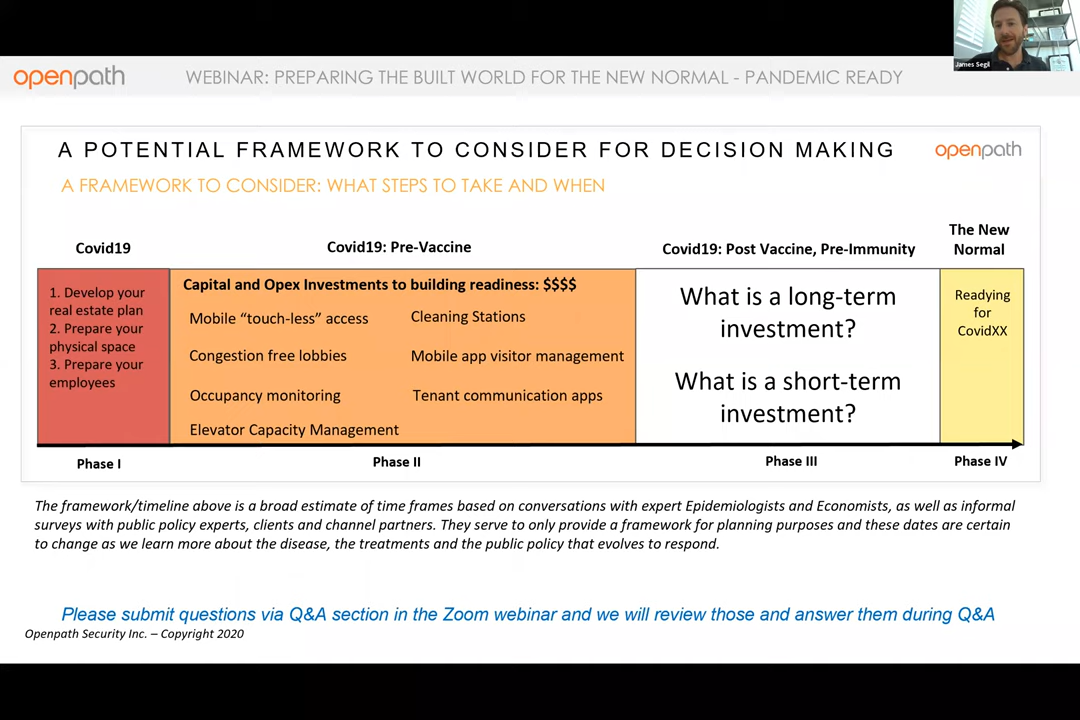 James Segil
openpath
WEBINAR: PREPARING THE BUILT WORLD FOR THE NEW NORMAL - PANDEMIC READY
A POTENTIAL FRAMEWORK TO CONSIDER FOR DECISION MAKING
openpath
A FRAMEWORK TO CONSIDER: WHAT STEPS TO TAKE AND WHEN
Covid19
Covid19: Pre-Vaccine
Covid19: Post Vaccine, Pre-Immunity
The New
Normal
1. Develop your
real estate plan
2. Prepare your
physical space
3. Prepare your
employees
Capital and Opex Investments to building readiness: $$$$
Mobile “touch-less” access
Cleaning Stations
Congestion free lobbies
Mobile app visitor management
Occupancy monitoring
Tenant communication apps
Elevator Capacity Management
What is a long-term
investment?
What is a short-term
investment?
Readying
for
CovidXX
Phase I
Phase II
Phase III
Phase IV
The framework/timeline above is a broad estimate of time frames based on conversations with expert Epidemiologists and Economists, as well as informal
surveys with public policy experts, clients and channel partners. They serve to only provide a framework for planning purposes and these dates are certain
to change as we learn more about the disease, the treatments and the public policy that evolves to respond.
Please submit questions via Q&A section in the Zoom webinar and we will review those and answer them during Q&A
Openpath Security Inc. – Copyright 2020